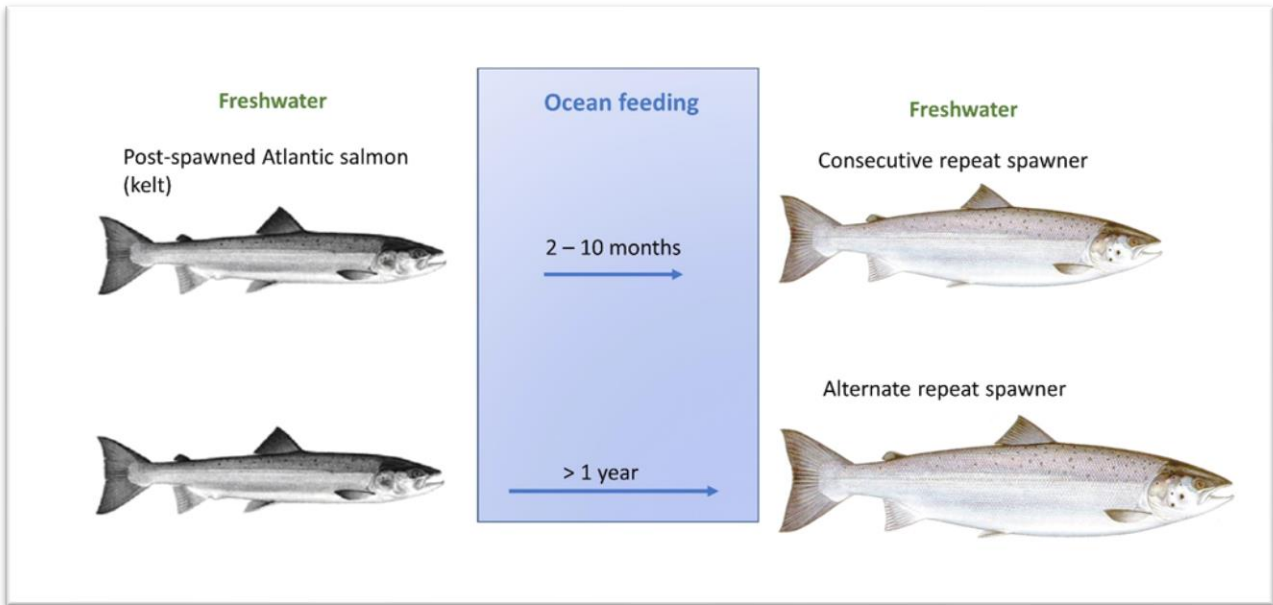 Freshwater
Post-spawned Atlantic salmon
(kelt)
Ocean feeding
2 – 10 months
> 1 year
Freshwater
Consecutive repeat spawner
Alternate repeat spawner